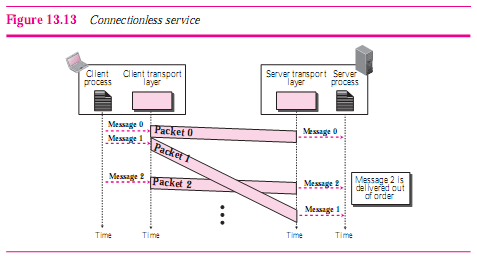 Figure 13.13 Connectionless service
Client
process
Client transport
layer
Server transport
layer
Server
process
Message 0
Message 1
Packet 0
Message 0
Packet 1
Message 2
Packet 2
Message 2
Message 2 is
delivered out
of order
Message 1
Time
Time
Time
Time